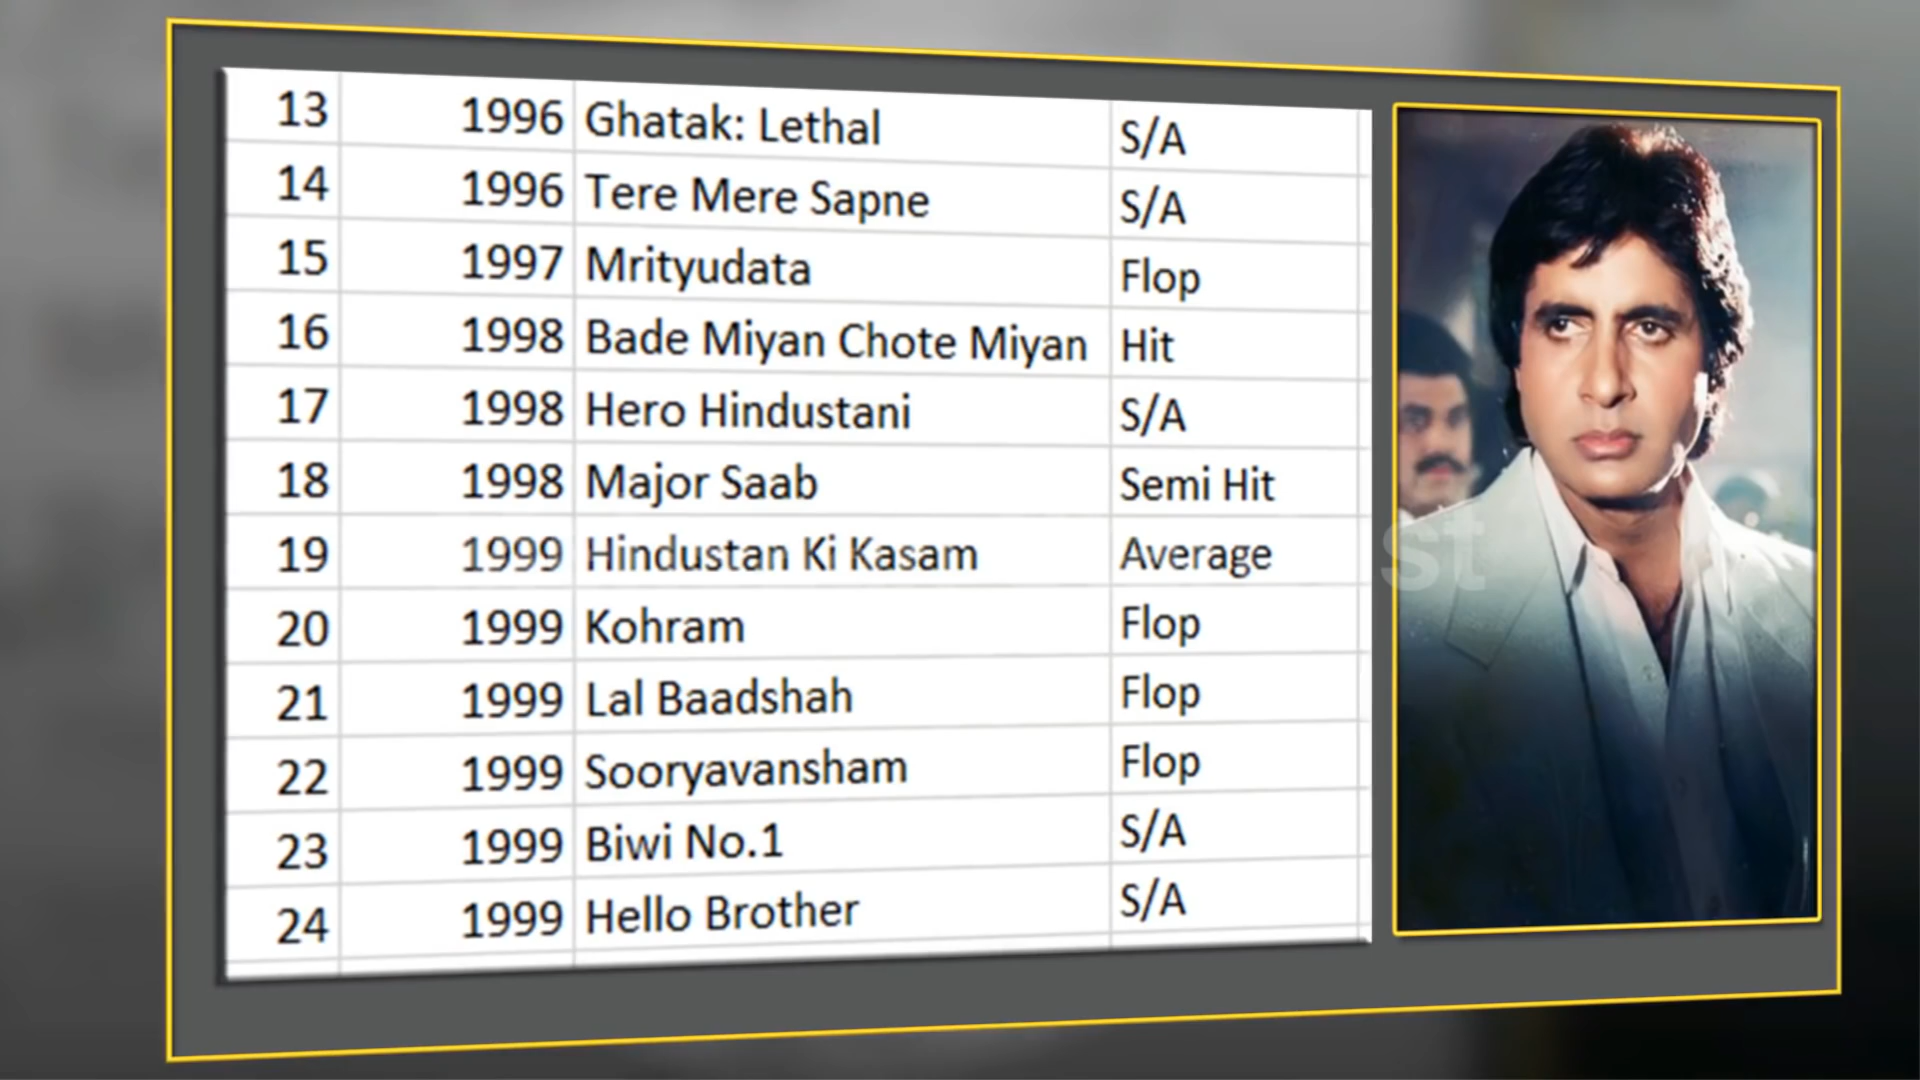 13 1996 Ghatak: Lethal S/A
14 1996 Tere Mere Sapne S/A
15 1997 Mrityudata Flop
16 1998 Bade Miyan Chote Miyan Hit
17 1998 Hero Hindustani S/A
18 1998 Major Saab Semi Hit
19 1999 Hindustan Ki Kasam Average
20 1999 Kohram Flop
21 1999 Lal Baadshah Flop
22 1999 Sooryavansham Flop
23 1999 Biwi No.1 S/A
24 1999 Hello Brother S/A
st